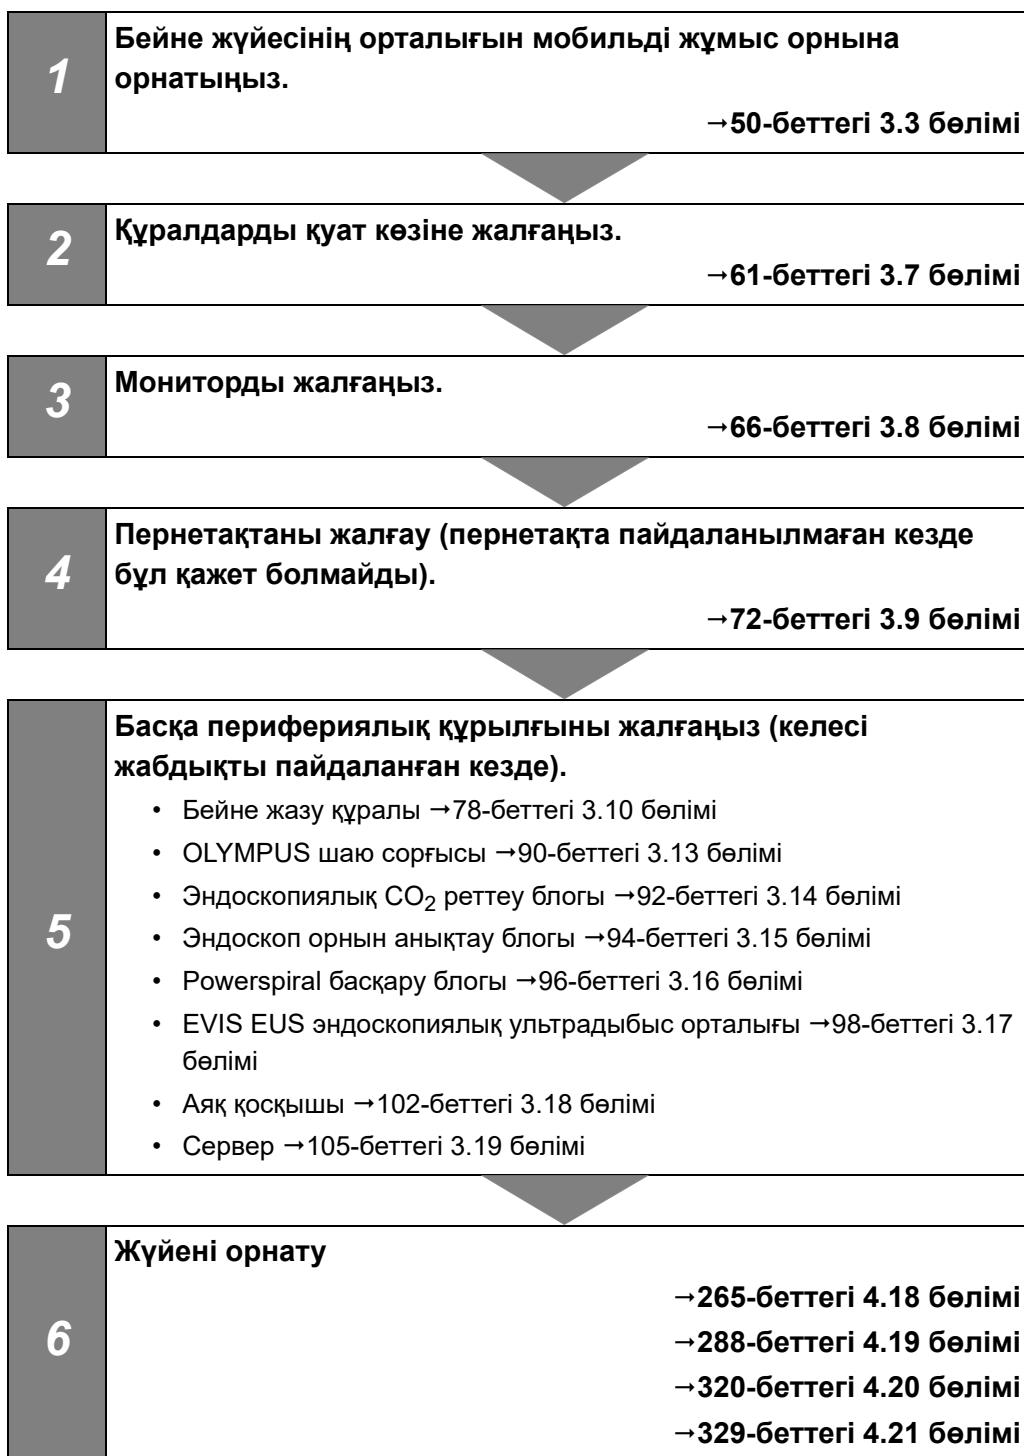 1
Бейне жүйесінің орталығын мобильді жұмыс орнына
орнатыңыз.
→50-беттегі 3.3 бөлімі
2
Құралдарды қуат көзіне жалғаңыз.
→61-беттегі 3.7 бөлімі
3
Мониторды жалғаңыз.
→66-беттегі 3.8 бөлімі
4
Пернетақтаны жалғау (пернетақта пайдаланылмаған кезде
бұл қажет болмайды).
→72-беттегі 3.9 бөлімі
5
Басқа перифериялық құрылғыны жалғаңыз (келесі
жабдықты пайдаланған кезде).
• Бейне жазу құралы →78-беттегі 3.10 бөлімі
• OLYMPUS шаю сорғысы →90-беттегі 3.13 бөлімі
• Эндоскопиялық CO2 реттеу блогы →92-беттегі 3.14 бөлімі
• Эндоскоп орнын анықтау блогы →94-беттегі 3.15 бөлімі
• Powerspiral басқару блогы →96-беттегі 3.16 бөлімі
• EVIS EUS эндоскопиялық ультрадыбыс орталығы →98-беттегі 3.17
бөлімі
• Аяқ қосқышы →102-беттегі 3.18 бөлімі
• Сервер →105-беттегі 3.19 бөлімі
6
Жүйені орнату
→265-беттегі 4.18 бөлімі
→288-беттегі 4.19 бөлімі
→320-беттегі 4.20 бөлімі
→329-беттегі 4.21 бөлімі